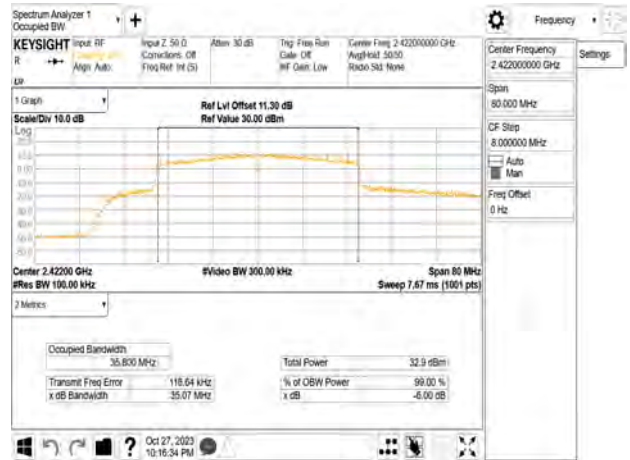 Spectrum Analyzer 1
Occupied BW
Frequency
KEYSIGHT
Input: RF
Input Z: 50 Ω
Atten: 30 dB
Trig: Free Run
Center Freq: 2.422000000 GHz
R
Corrections: Off
Gate: Off
Avg|Hold: 50/50
Align: Auto
Freq Ref: Int (S)
#IF Gain: Low
Radio Std: None
Center Frequency
2.422000000 GHz
Settings
Span
80.000 MHz
CF Step
8.000000 MHz
Auto
Man
Freq Offset
0 Hz
1 Graph
Scale/Div 10.0 dB
Ref Lvl Offset 11.30 dB
Ref Value 30.00 dBm
Log
Center 2.42200 GHz
#Video BW 300.00 kHz
Span 80 MHz
#Res BW 100.00 kHz
Sweep 7.67 ms (1001 pts)
2 Metrics
Occupied Bandwidth
35.800 MHz
Total Power
32.9 dBm
Transmit Freq Error
118.64 kHz
% of OBW Power
99.00 %
x dB Bandwidth
35.07 MHz
x dB
-6.00 dB
?
Oct 27, 2023
10:16:34 PM